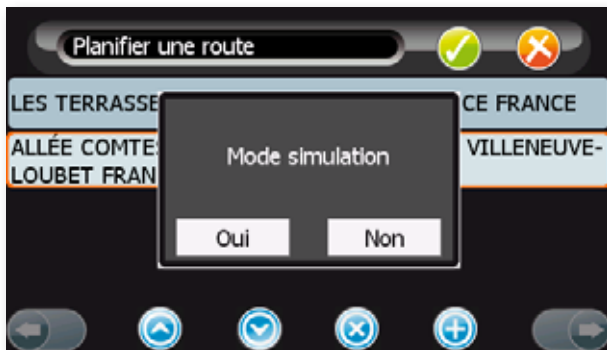 Planifier une route
LES TERRASSE CE FRANCE
ALLÉE COMTES VILLENEUVE-
LOUBET FRAN
Mode simulation
Oui Non